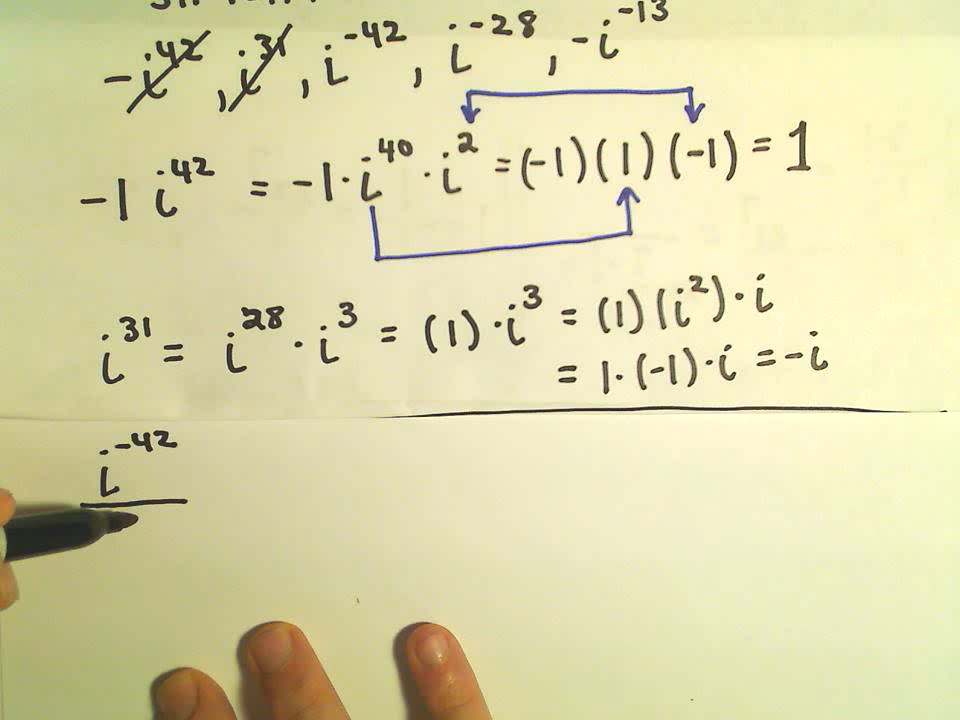 -i^42, i^31, i^-42, i^-28, -i^-13
-1 i^42 = -1·i^40·i^2 = (-1)(1)(-1) = 1
i^31 = i^28·i^3 = (1)·i^3 = (1)(i^2)·i
= 1·(-1)·i = -i
i^-42